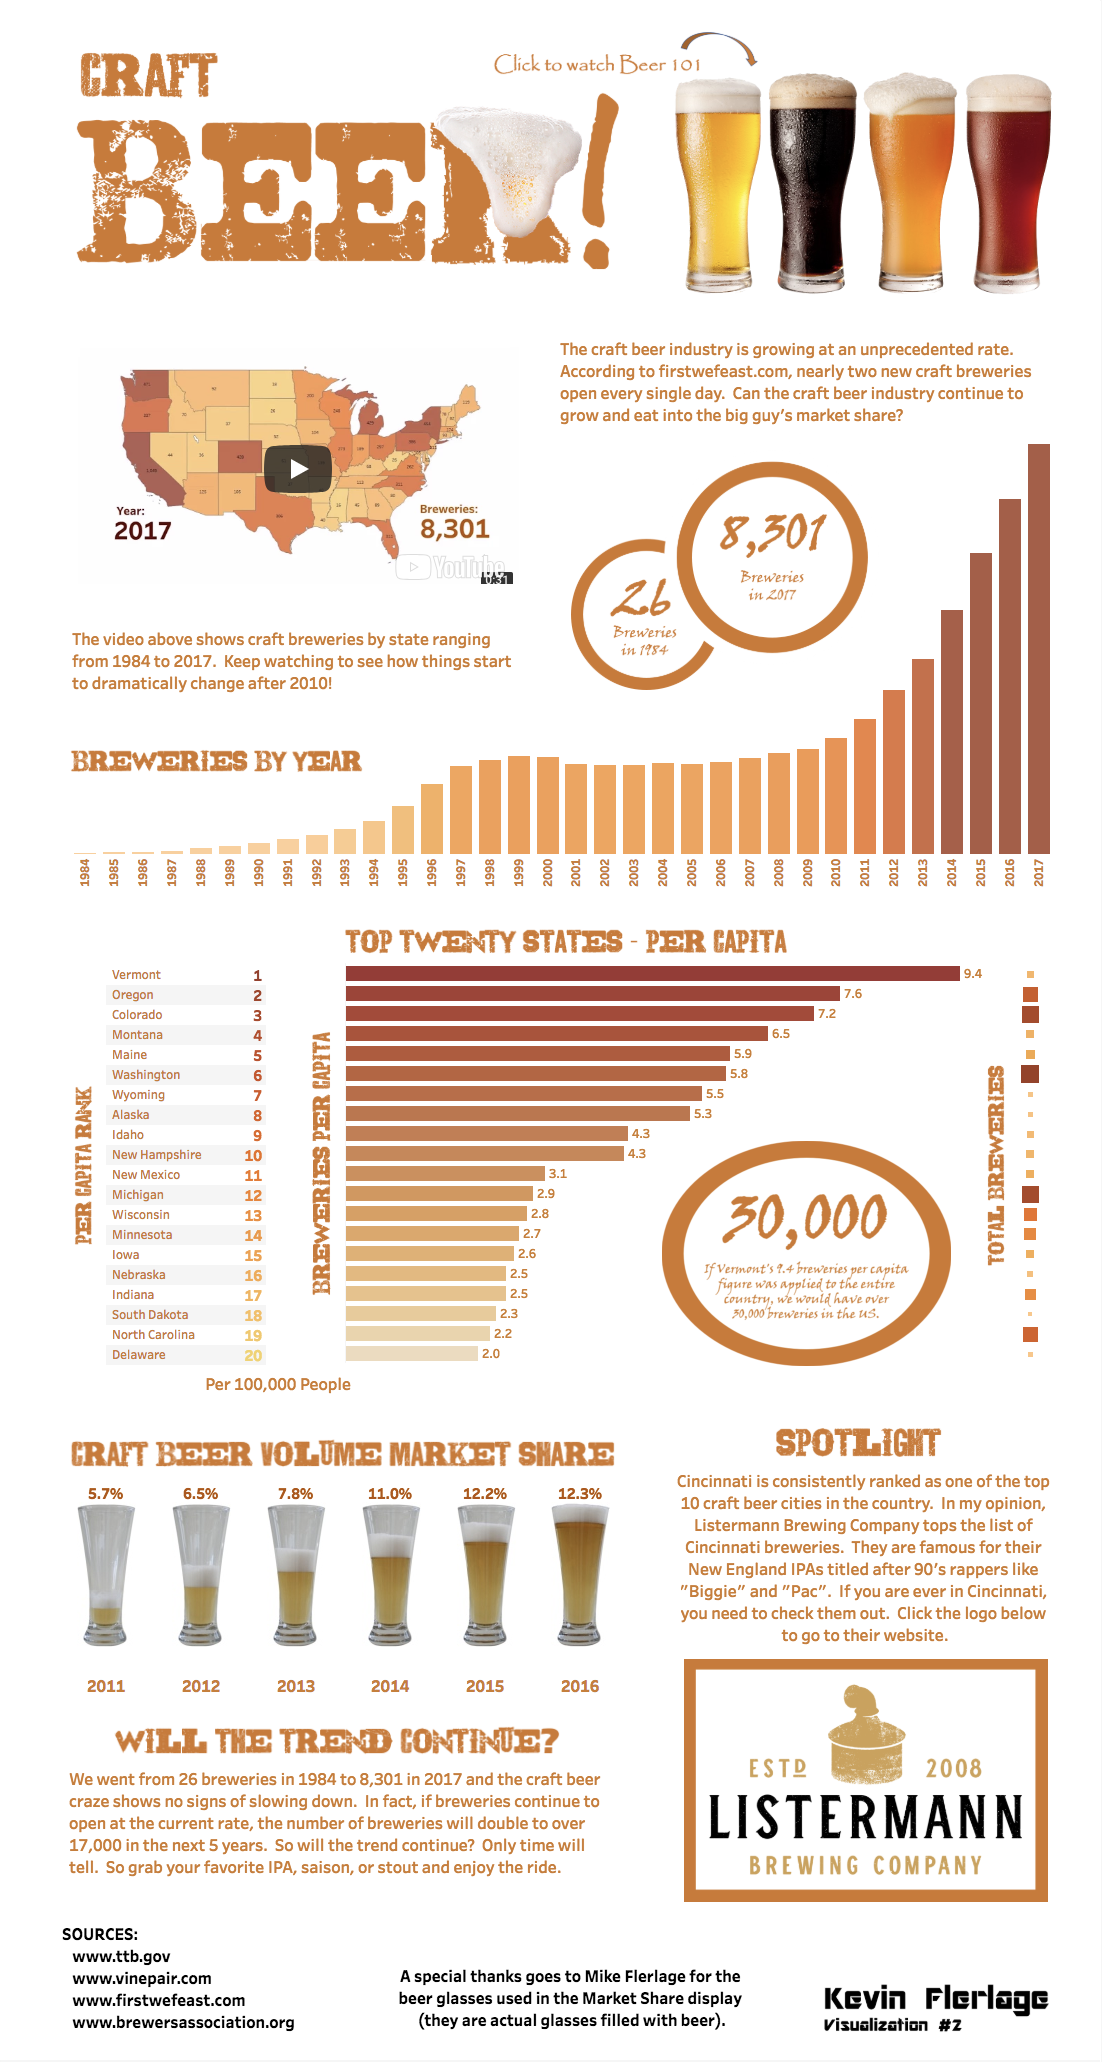 CRAFT
BEER!
Click to watch Beer 101
The craft beer industry is growing at an unprecedented rate.
According to firstwefeast.com, nearly two new craft breweries
open every single day.  Can the craft beer industry continue to
grow and eat into the big guy's market share?
Year:
2017
Breweries:
8,301
YouTube
0:31
The video above shows craft breweries by state ranging
from 1984 to 2017.  Keep watching to see how things start
to dramatically change after 2010!
26
Breweries
in 1984
8,301
Breweries
in 2017
BREWERIES BY YEAR
1984 1985 1986 1987 1988 1989 1990 1991 1992 1993 1994 1995 1996 1997 1998 1999 2000 2001 2002 2003 2004 2005 2006 2007 2008 2009 2010 2011 2012 2013 2014 2015 2016 2017
TOP TWENTY STATES - PER CAPITA
PER CAPITA RANK
BREWERIES PER CAPITA
TOTAL BREWERIES
Vermont 1 9.4
Oregon 2 7.6
Colorado 3 7.2
Montana 4 6.5
Maine 5 5.9
Washington 6 5.8
Wyoming 7 5.5
Alaska 8 5.3
Idaho 9 4.3
New Hampshire 10 4.3
New Mexico 11 3.1
Michigan 12 2.9
Wisconsin 13 2.8
Minnesota 14 2.7
Iowa 15 2.6
Nebraska 16 2.5
Indiana 17 2.5
South Dakota 18 2.3
North Carolina 19 2.2
Delaware 20 2.0
Per 100,000 People
30,000
If Vermont's 9.4 breweries per capita
figure was applied to the entire
country, we would have over
30,000 breweries in the US.
CRAFT BEER VOLUME MARKET SHARE
5.7% 6.5% 7.8% 11.0% 12.2% 12.3%
2011 2012 2013 2014 2015 2016
SPOTLIGHT
Cincinnati is consistently ranked as one of the top
10 craft beer cities in the country.  In my opinion,
Listermann Brewing Company tops the list of
Cincinnati breweries.  They are famous for their
New England IPAs titled after 90's rappers like
"Biggie" and "Pac".  If you are ever in Cincinnati,
you need to check them out.  Click the logo below
to go to their website.
ESTD 2008
LISTERMANN
BREWING COMPANY
WILL THE TREND CONTINUE?
We went from 26 breweries in 1984 to 8,301 in 2017 and the craft beer
craze shows no signs of slowing down.  In fact, if breweries continue to
open at the current rate, the number of breweries will double to over
17,000 in the next 5 years.  So will the trend continue?  Only time will
tell.  So grab your favorite IPA, saison, or stout and enjoy the ride.
SOURCES:
www.ttb.gov
www.vinepair.com
www.firstwefeast.com
www.brewersassociation.org
A special thanks goes to Mike Flerlage for the
beer glasses used in the Market Share display
(they are actual glasses filled with beer).
Kevin Flerlage
Visualization #2